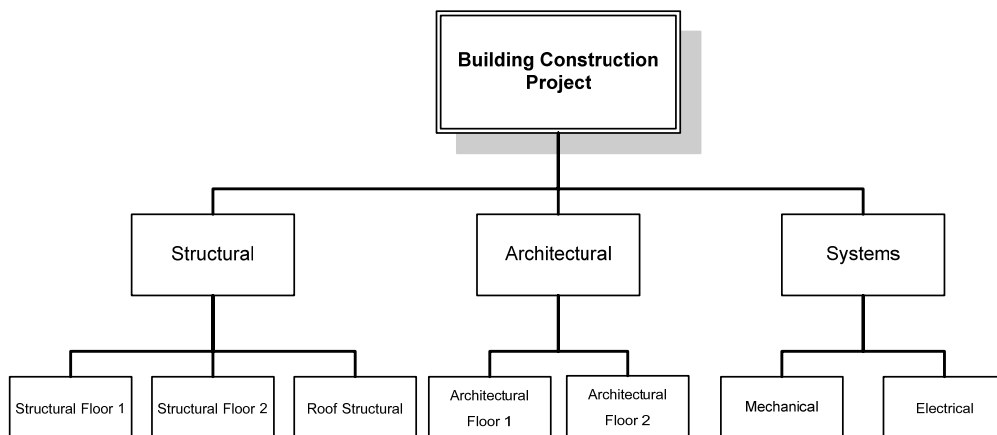 Building Construction
Project
Structural
Architectural
Systems
Structural Floor 1
Structural Floor 2
Roof Structural
Architectural
Floor 1
Architectural
Floor 2
Mechanical
Electrical